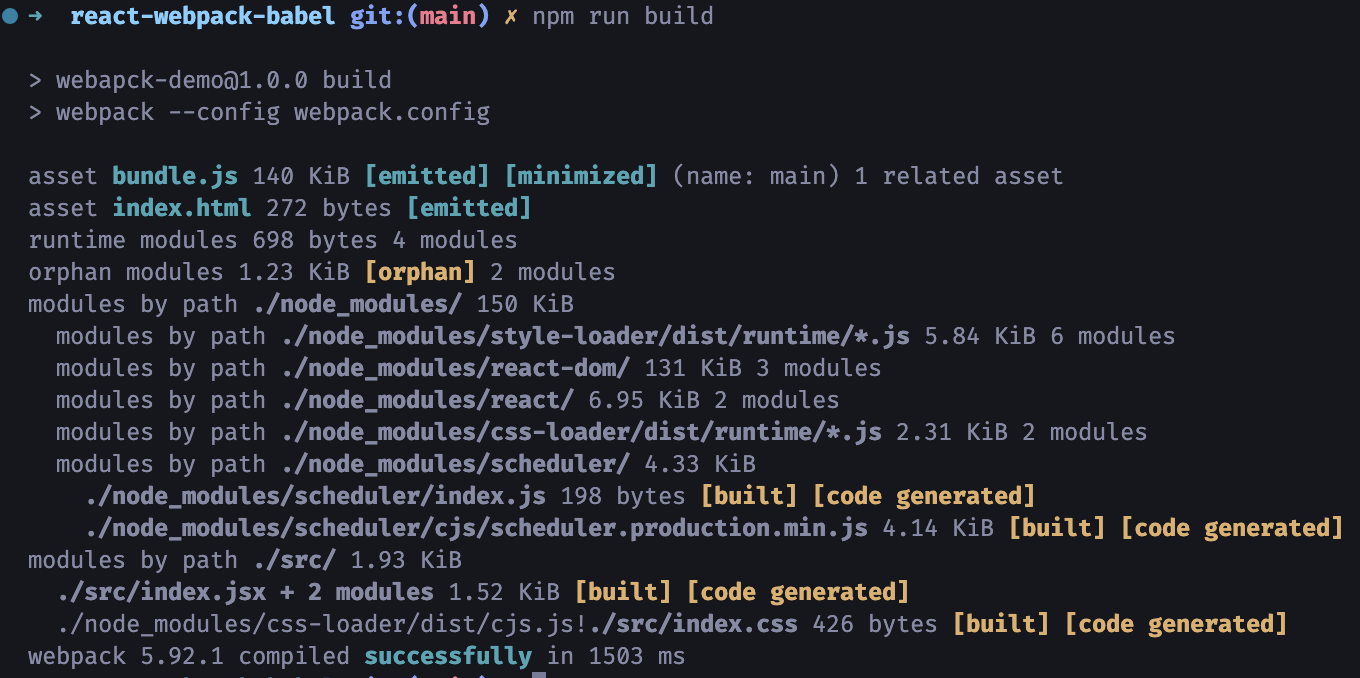 ➜ react-webpack-babel git:(main) ✗ npm run build
> webapck-demo@1.0.0 build
> webpack --config webpack.config
asset bundle.js 140 KiB [emitted] [minimized] (name: main) 1 related asset
asset index.html 272 bytes [emitted]
runtime modules 698 bytes 4 modules
orphan modules 1.23 KiB [orphan] 2 modules
modules by path ./node_modules/ 150 KiB
modules by path ./node_modules/style-loader/dist/runtime/*.js 5.84 KiB 6 modules
modules by path ./node_modules/react-dom/ 131 KiB 3 modules
modules by path ./node_modules/react/ 6.95 KiB 2 modules
modules by path ./node_modules/css-loader/dist/runtime/*.js 2.31 KiB 2 modules
modules by path ./node_modules/scheduler/ 4.33 KiB
./node_modules/scheduler/index.js 198 bytes [built] [code generated]
./node_modules/scheduler/cjs/scheduler.production.min.js 4.14 KiB [built] [code generated]
modules by path ./src/ 1.93 KiB
./src/index.jsx + 2 modules 1.52 KiB [built] [code generated]
./node_modules/css-loader/dist/cjs.js!./src/index.css 426 bytes [built] [code generated]
webpack 5.92.1 compiled successfully in 1503 ms